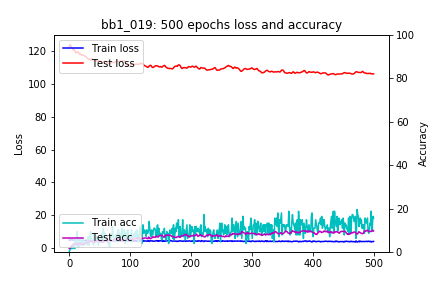 bb1_019: 500 epochs loss and accuracy
Train loss
Test loss
Train acc
Test acc
Loss
Accuracy
120
100
80
60
40
20
0
100
80
60
40
20
0
0
100
200
300
400
500